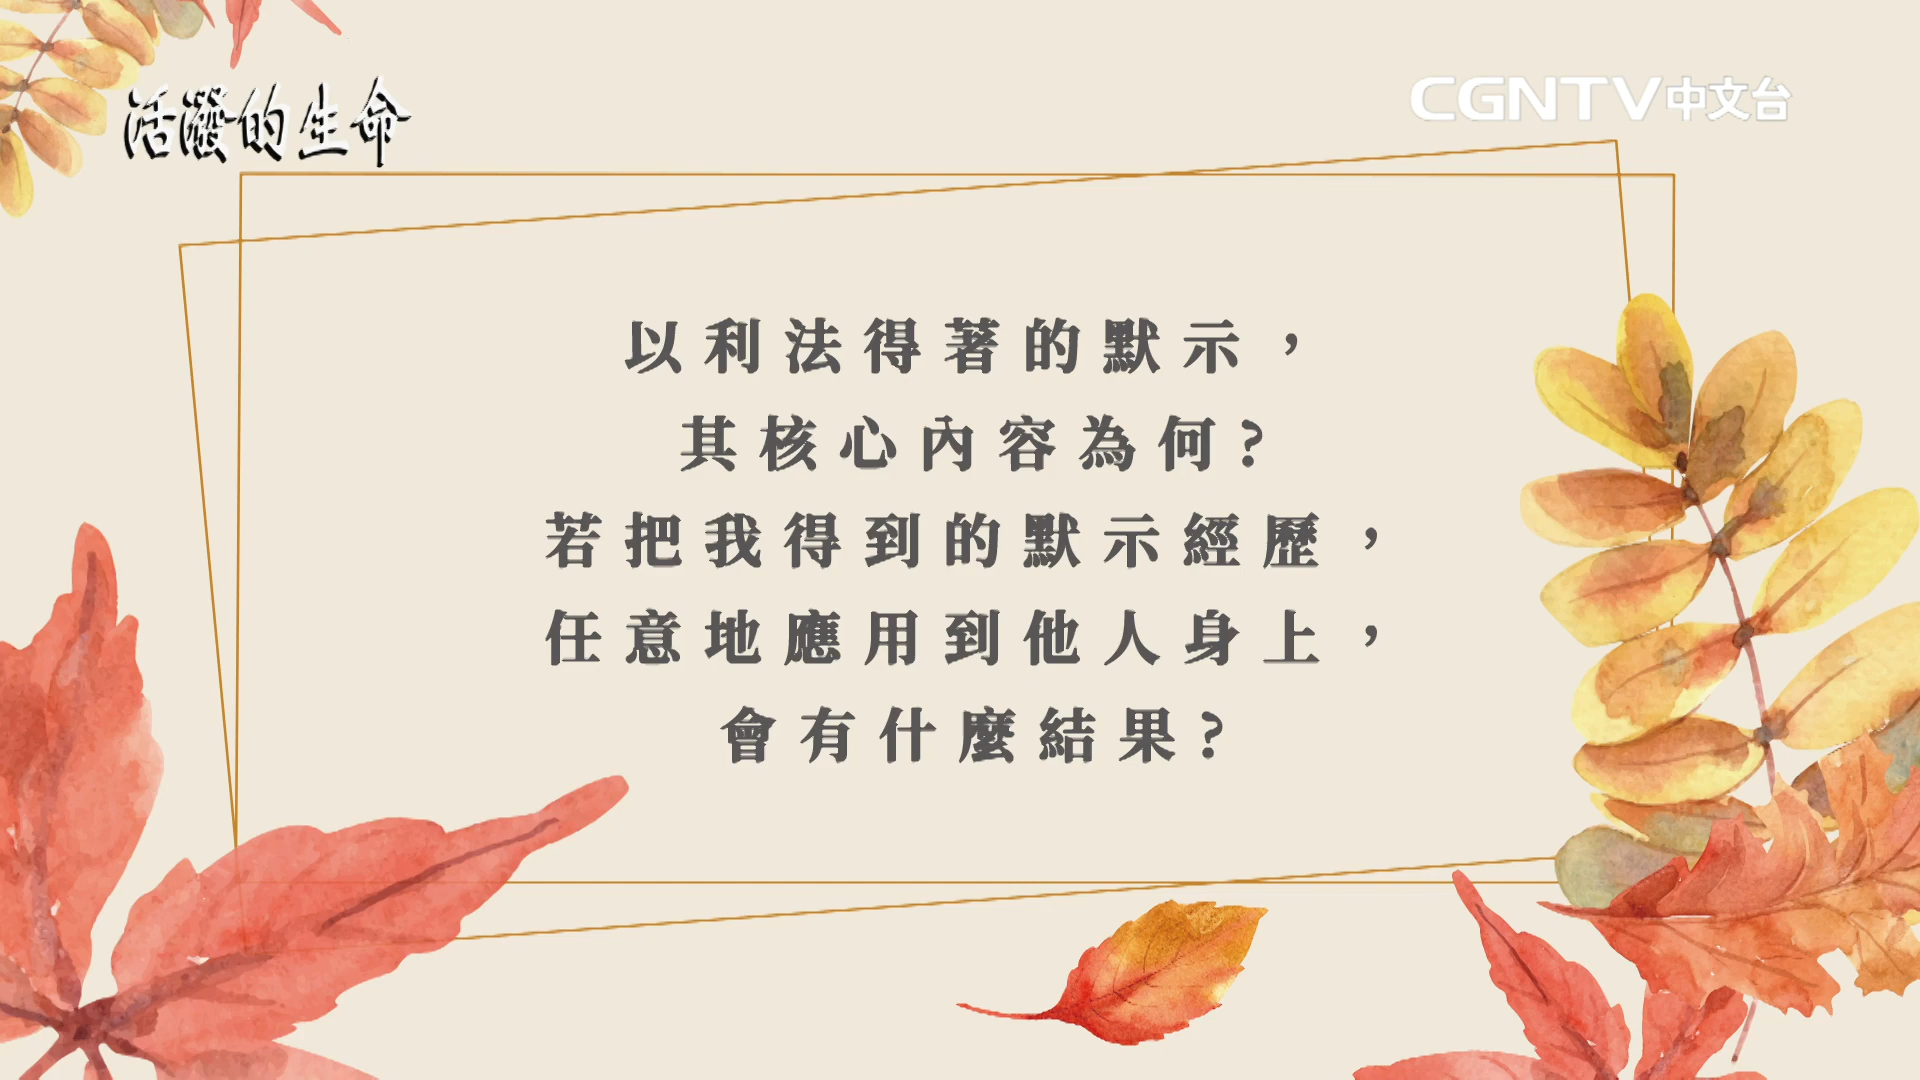 活潑的生命
CGNTV中文台
以利法得著的默示，
其核心內容為何?
若把我得到的默示經歷，
任意地應用到他人身上，
會有什麼結果?